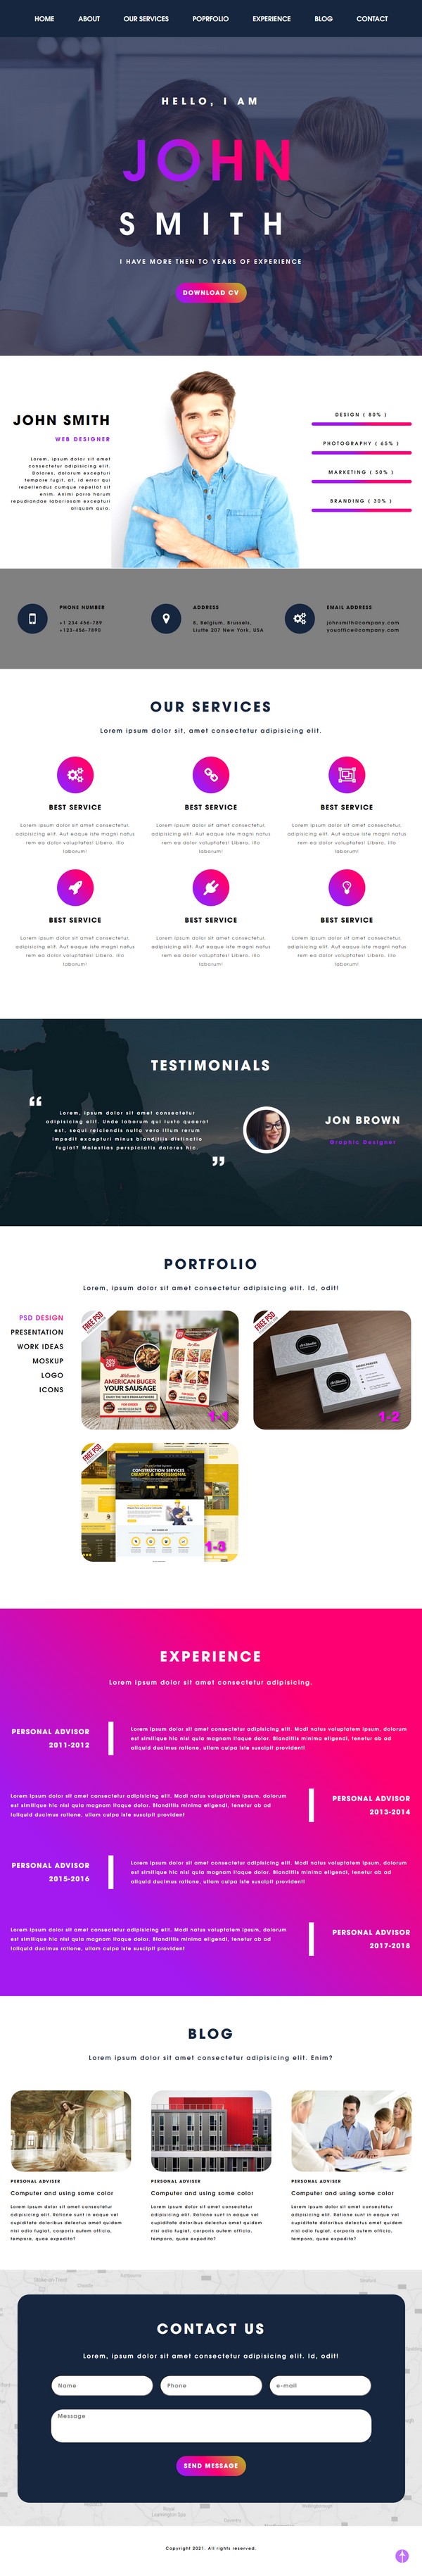 HOME ABOUT OUR SERVICES POPRFOLIO EXPERIENCE BLOG CONTACT
HELLO, I AM
JOHN
SMITH
I HAVE MORE THEN TO YEARS OF EXPERIENCE
DOWNLOAD CV
JOHN SMITH
WEB DESIGNER
Lorem, ipsum dolor sit amet
consectetur adipisicing elit.
Dolores, dolorum excepturi
tempore fugit, at, id error qui
repellendus cumque repellat sit
enim. Animi porro harum
repudiandae laboriosam excepturi
aliquam quia.
DESIGN ( 80% )
PHOTOGRAPHY ( 65% )
MARKETING ( 50% )
BRANDING ( 30% )
PHONE HUMBER
+1 234 456-789
+123-456-7890
ADDRESS
8, Belgium, Brussels,
Liutte 207 New York, USA
EMAIL ADDRESS
johnsmith@company.com
youoffice@company.com
OUR SERVICES
Lorem ipsum dolor sit, amet consectetur adipisicing elit.
BEST SERVICE
Lorem ipsum dolor sit amet consectetur,
adipisicing elit. Aut eaque iste magni natus
rem ea dolor voluptates! Libero, illo
laborum!
BEST SERVICE
Lorem ipsum dolor sit amet consectetur,
adipisicing elit. Aut eaque iste magni natus
rem ea dolor voluptates! Libero, illo
laborum!
BEST SERVICE
Lorem ipsum dolor sit amet consectetur,
adipisicing elit. Aut eaque iste magni natus
rem ea dolor voluptates! Libero, illo
laborum!
BEST SERVICE
Lorem ipsum dolor sit amet consectetur,
adipisicing elit. Aut eaque iste magni natus
rem ea dolor voluptates! Libero, illo
laborum!
BEST SERVICE
Lorem ipsum dolor sit amet consectetur,
adipisicing elit. Aut eaque iste magni natus
rem ea dolor voluptates! Libero, illo
laborum!
BEST SERVICE
Lorem ipsum dolor sit amet consectetur,
adipisicing elit. Aut eaque iste magni natus
rem ea dolor voluptates! Libero, illo
laborum!
TESTIMONIALS
“
Lorem, ipsum dolor sit amet consectetur
adipisicing elit. Unde laborum qui iusto quaerat
est, sequi reiciendis nulla vero illum rerum
impedit excepturi minus blanditiis distinctio
fugiat? Molestias perspiciatis dolores hic.
”
JON BROWN
Graphic Designer
PORTFOLIO
Lorem, ipsum dolor sit amet consectetur adipisicing elit. Id, odit!
PSD DESIGN
PRESENTATION
WORK IDEAS
MOSKUP
LOGO
ICONS
FREE PSD
WELCOME TO
AMERICAN BUGER
YOUR SAUSAGE
1-1
FREE PSD
1-2
FREE PSD
CONSTRUCTION SERVICES
CREATIVE & PROFESSIONAL
1-3
EXPERIENCE
Lorem ipsum dolor sit amet consectetur adipisicing.
PERSONAL ADVISOR
2011-2012
Lorem ipsum dolor sit amet consectetur adipisicing elit. Modi natus voluptatem ipsum, dolorum
est similique hic nisi quia magnam itaque dolor. Blanditiis minima eligendi, tenetur ab ad
aliquid ducimus ratione, ullam culpa iste suscipit provident!
Lorem ipsum dolor sit amet consectetur adipisicing elit. Modi natus voluptatem ipsum, dolorum
est similique hic nisi quia magnam itaque dolor. Blanditiis minima eligendi, tenetur ab ad
aliquid ducimus ratione, ullam culpa iste suscipit provident
PERSONAL ADVISOR
2013-2014
PERSONAL ADVISOR
2015-2016
Lorem ipsum dolor sit amet consectetur adipisicing elit. Modi natus voluptatem ipsum, dolorum
est similique hic nisi quia magnam itaque dolor. Blanditiis minima eligendi, tenetur ab ad
aliquid ducimus ratione, ullam culpa iste suscipit provident!
Lorem ipsum dolor sit amet consectetur adipisicing elit. Modi natus voluptatem ipsum, dolorum
est similique hic nisi quia magnam itaque dolor. Blanditiis minima eligendi, tenetur ab ad
aliquid ducimus ratione, ullam culpa iste suscipit provident
PERSONAL ADVISOR
2017-2018
BLOG
Lorem ipsum dolor sit amet consectetur adipisicing elit. Enim?
PERSONAL ADVISER
Computer and using some color
Lorem ipsum dolor sit amet consectetur
adipisicing elit. Ratione sunt in eaque vel
cupiditate doloribus delectus amet quidem
nisi odio fugiat, corporis autem officia,
tempora, quae expedita?
PERSONAL ADVISER
Computer and using some color
Lorem ipsum dolor sit amet consectetur
adipisicing elit. Ratione sunt in eaque vel
cupiditate doloribus delectus amet quidem
nisi odio fugiat, corporis autem officia,
tempora, quae expedita?
PERSONAL ADVISER
Computer and using some color
Lorem ipsum dolor sit amet consectetur
adipisicing elit. Ratione sunt in eaque vel
cupiditate doloribus delectus amet quidem
nisi odio fugiat, corporis autem officia,
tempora, quae expedita?
CONTACT US
Lorem, ipsum dolor sit amet consectetur adipisicing elit. Id, odit!
Name
Phone
e-mail
Message
SEND MESSAGE
Royal
Leamington Spa
Copyright 2021. All rights reserved.